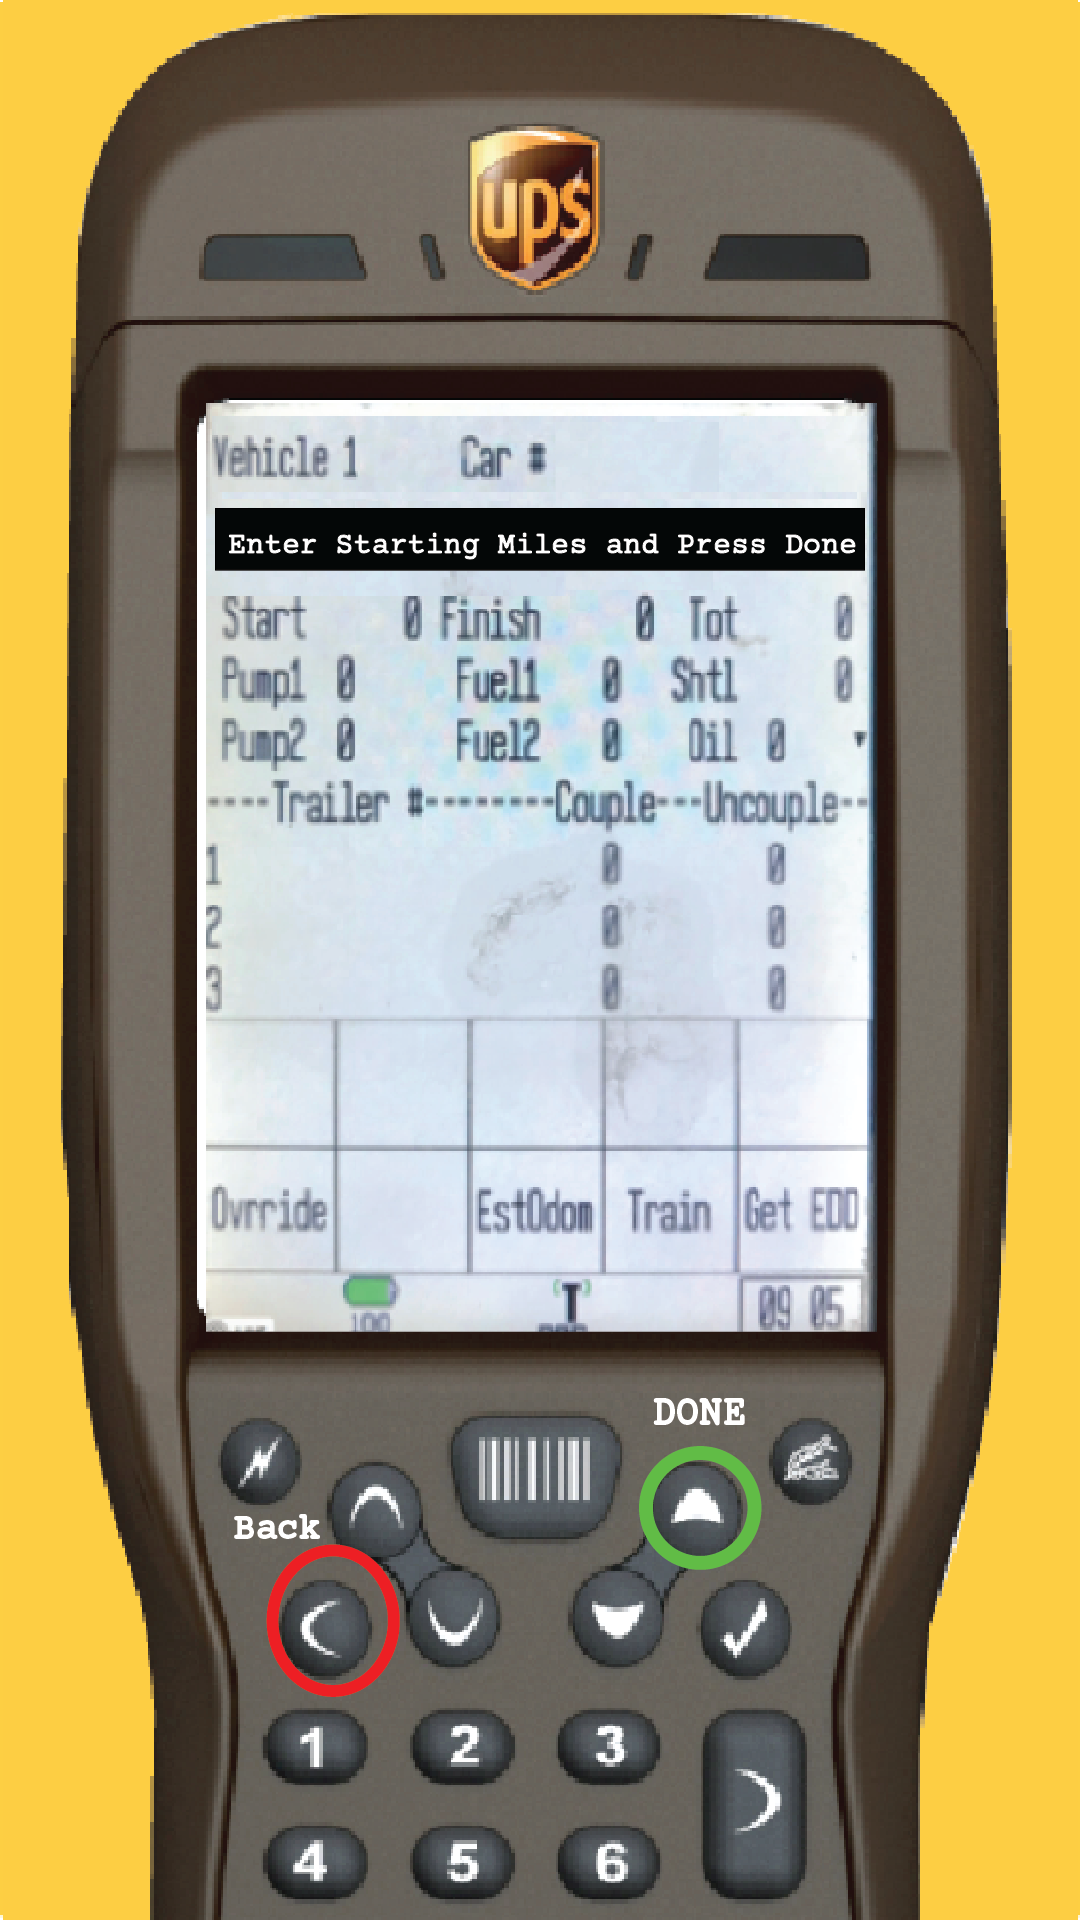 ups
Vehicle 1 Car #
Enter Starting Miles and Press Done
Start 0 Finish 0 Tot 0
Pump1 0 Fuel1 0 Shtl 0
Pump2 0 Fuel2 0 Oil 0 ▾
----Trailer #--------Couple---Uncouple--
1 0 0
2 0 0
3 0 0
Ovrride EstOdom Train Get EDD
T 09 05
100
DONE
Back
1 2 3
4 5 6